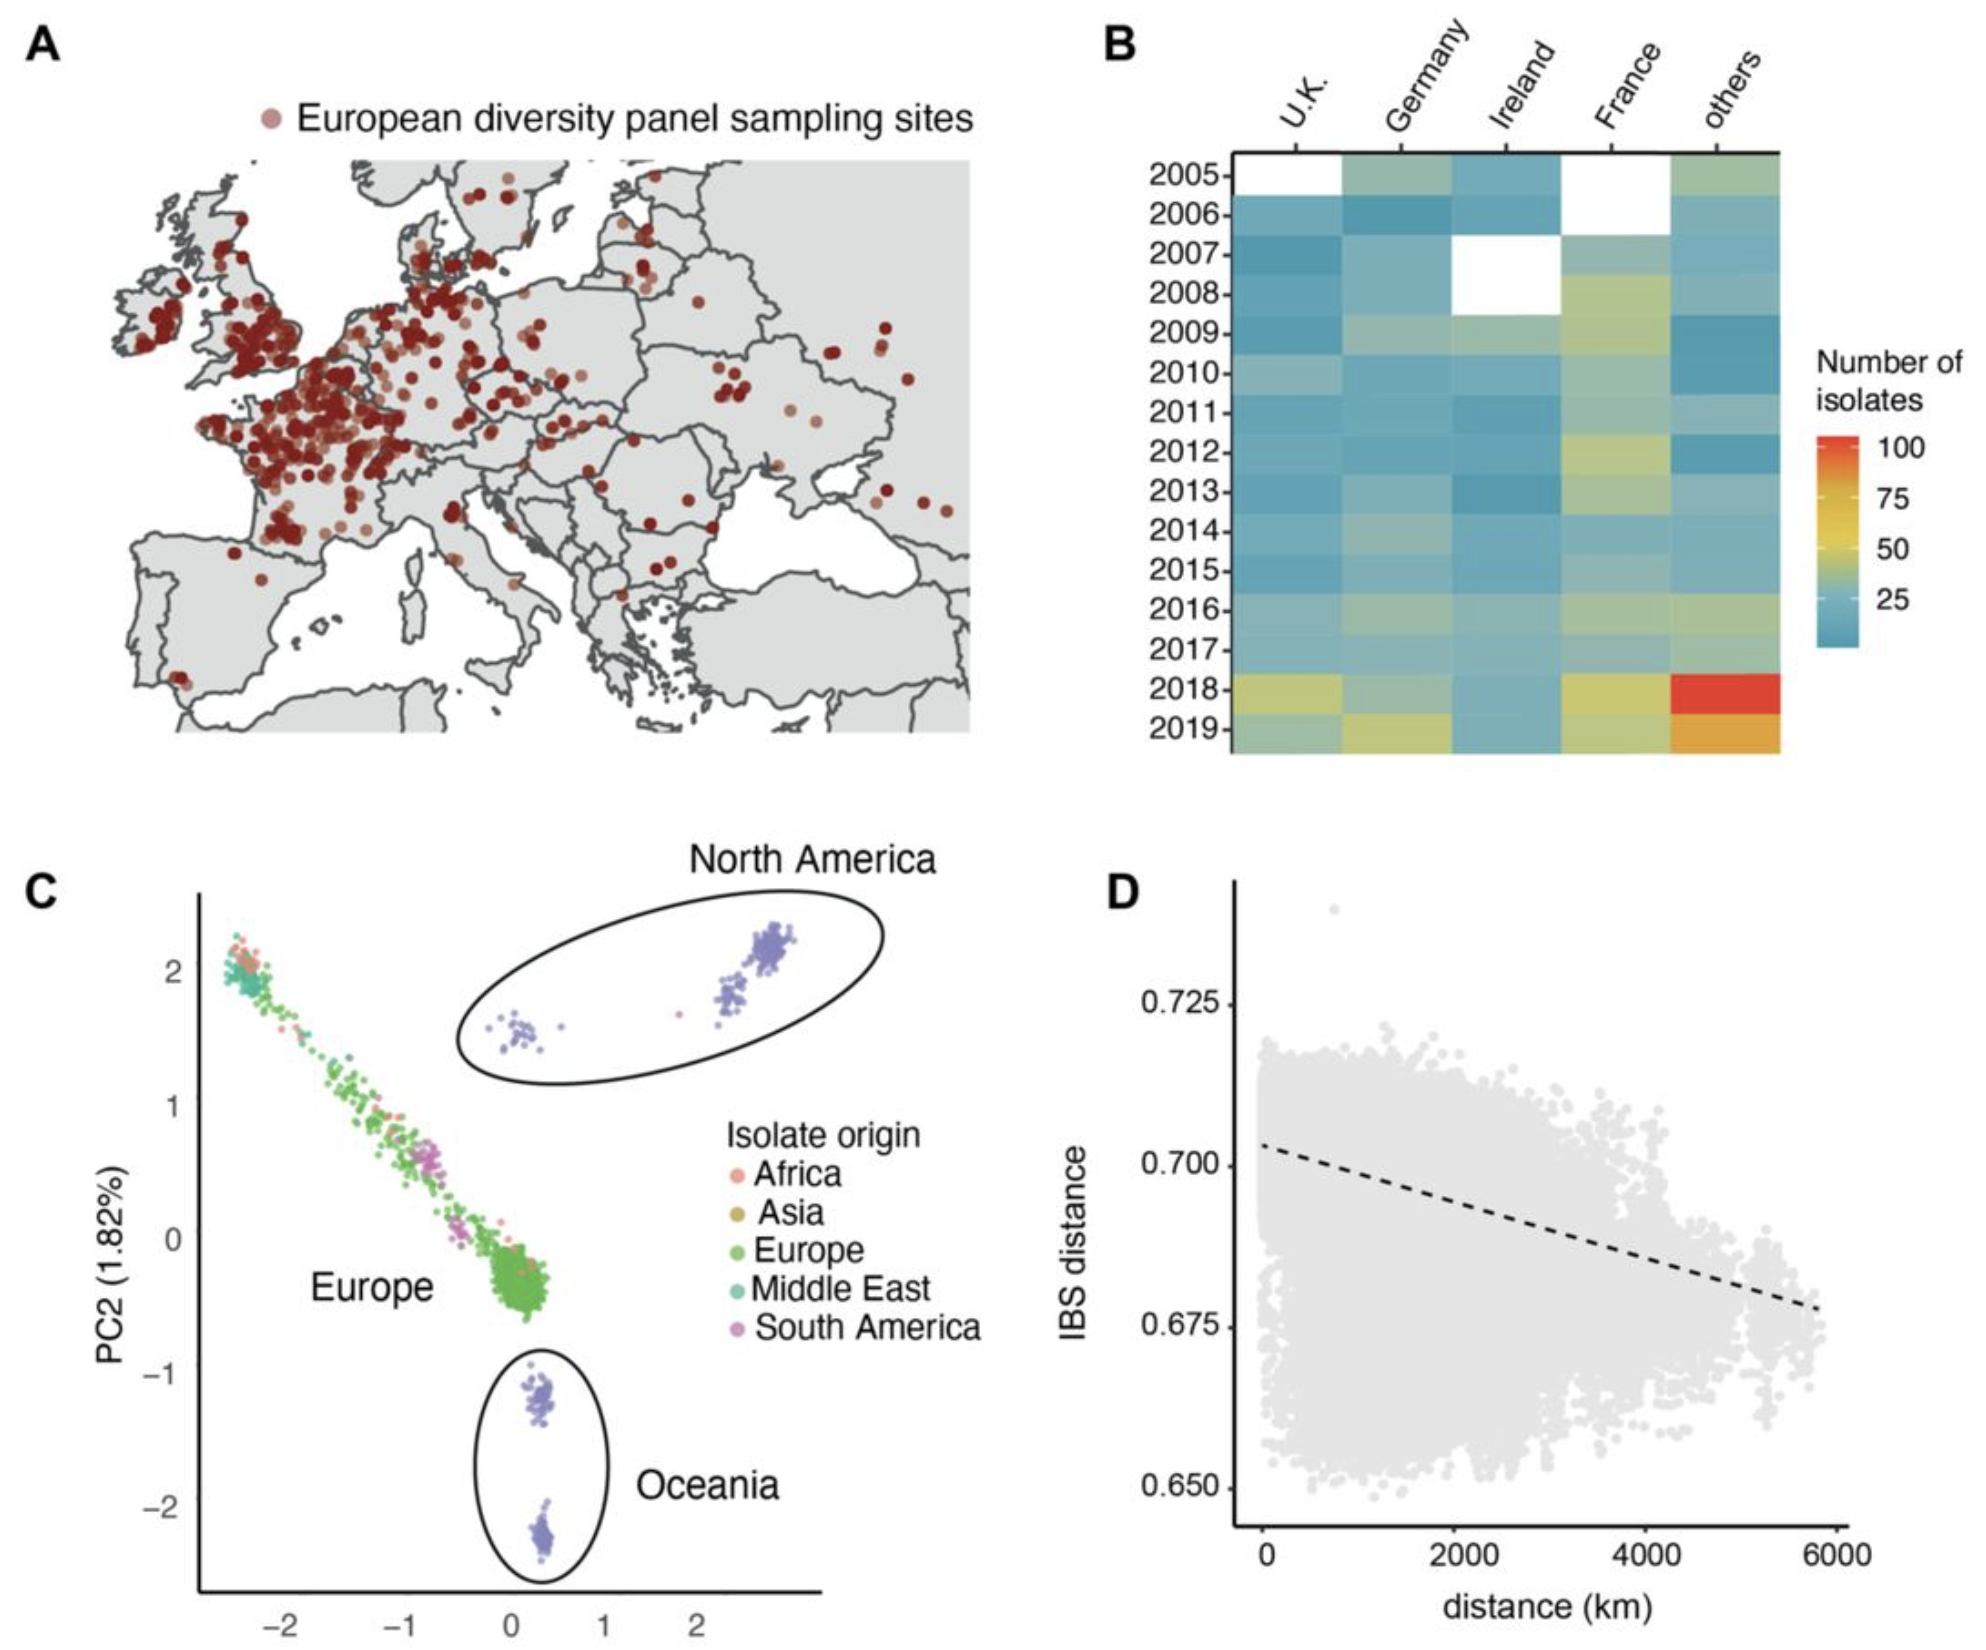 A
European diversity panel sampling sites
B
U.K.
Germany
Ireland
France
others
2005
2006
2007
2008
2009
2010
2011
2012
2013
2014
2015
2016
2017
2018
2019
Number of
isolates
100
75
50
25
C
North America
2
1
0
−1
−2
PC2 (1.82%)
Europe
Isolate origin
Africa
Asia
Europe
Middle East
South America
Oceania
−2
−1
0
1
2
D
0.725
0.700
0.675
0.650
IBS distance
0
2000
4000
6000
distance (km)